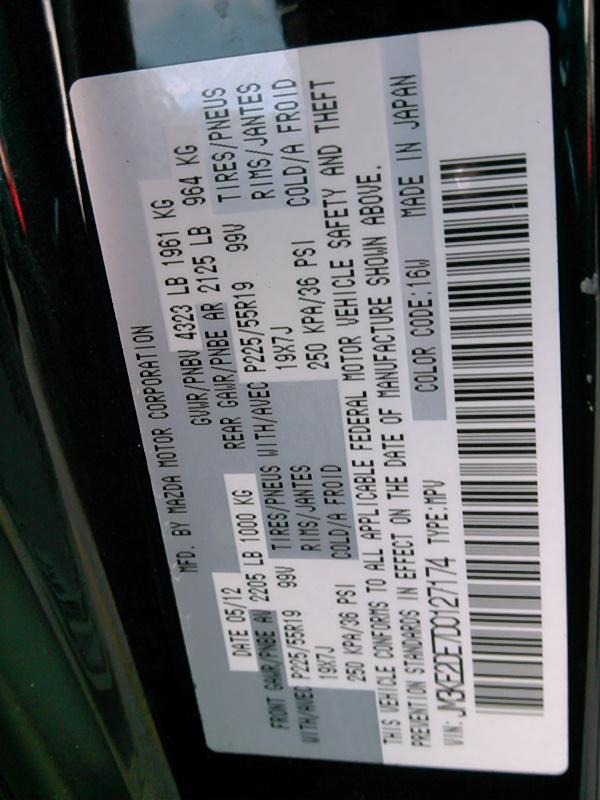 MFD. BY MAZDA MOTOR CORPORATION
DATE 05/12 GVWR/PNBV 4323 LB 1961 KG
FRONT GAWR/PNBE AV 2205 LB 1000 KG REAR GAWR/PNBE AR 2125 LB 964 KG
WITH/AVEC P225/55R19 99V TIRES/PNEUS WITH/AVEC P225/55R19 99V TIRES/PNEUS
19X7J RIMS/JANTES 19X7J RIMS/JANTES
250 KPA/36 PSI COLD/A FROID 250 KPA/36 PSI COLD/A FROID
THIS VEHICLE CONFORMS TO ALL APPLICABLE FEDERAL MOTOR VEHICLE SAFETY AND THEFT
PREVENTION STANDARDS IN EFFECT ON THE DATE OF MANUFACTURE SHOWN ABOVE.
VIN: JM3KE2DE7D0127174 TYPE:MPV COLOR CODE:16W MADE IN JAPAN